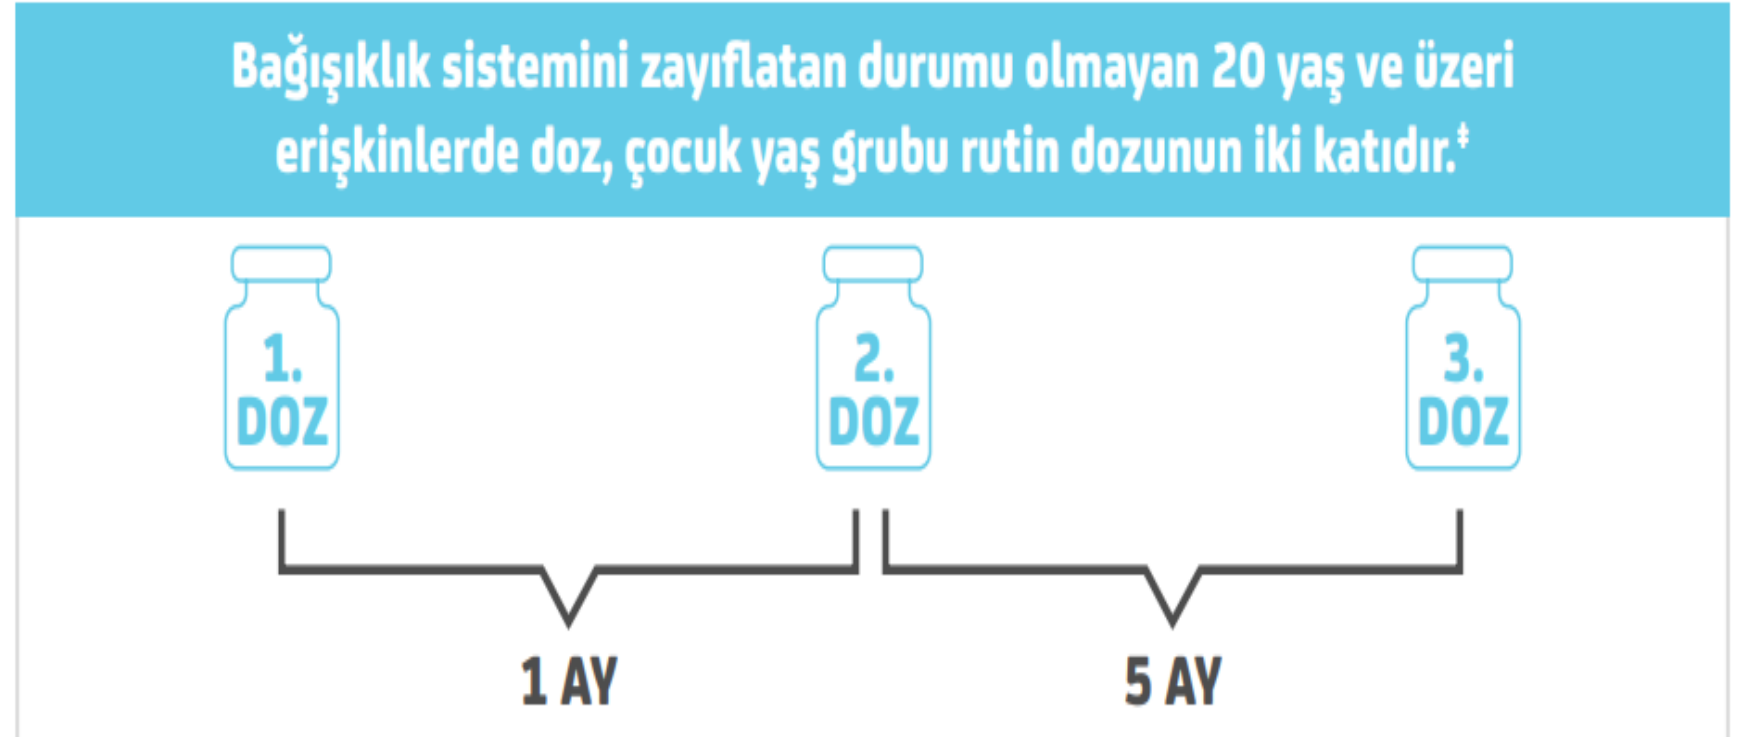 Bağışıklık sistemini zayıflatan durumu olmayan 20 yaş ve üzeri
erişkinlerde doz, çocuk yaş grubu rutin dozunun iki katıdır.‡
1.
DOZ
2.
DOZ
3.
DOZ
1 AY
5 AY